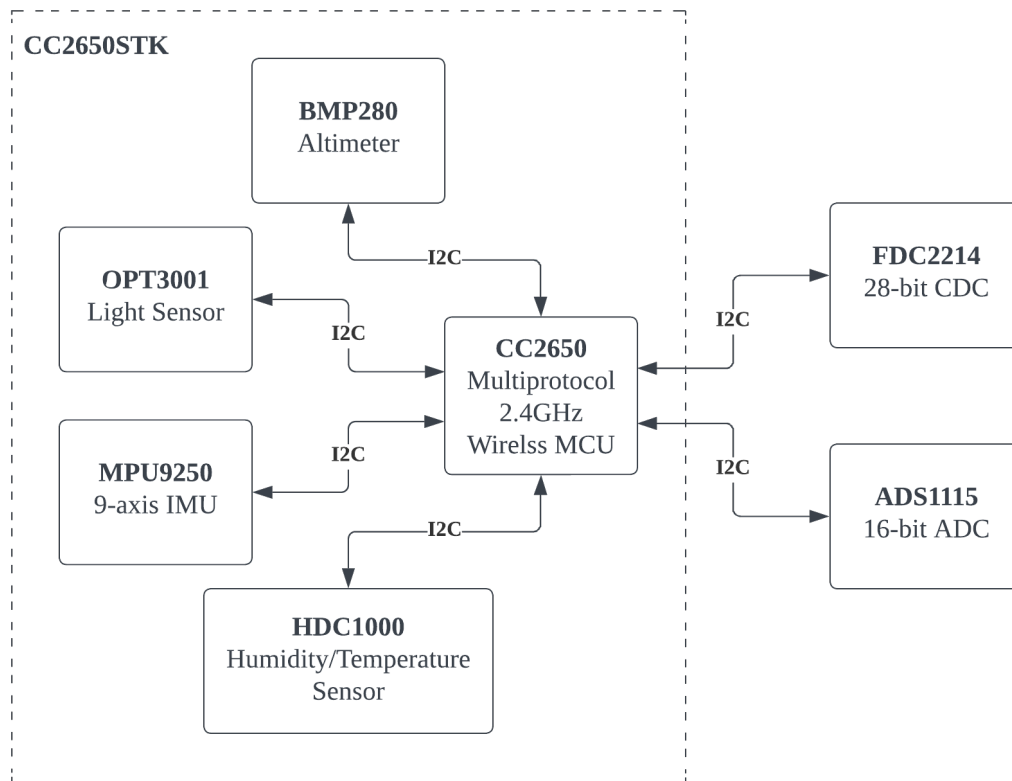 CC2650STK
BMP280
Altimeter
I2C
OPT3001
Light Sensor
I2C
FDC2214
28-bit CDC
I2C
CC2650
Multiprotocol
2.4GHz
Wirelss MCU
MPU9250
9-axis IMU
I2C
I2C
ADS1115
16-bit ADC
I2C
HDC1000
Humidity/Temperature
Sensor